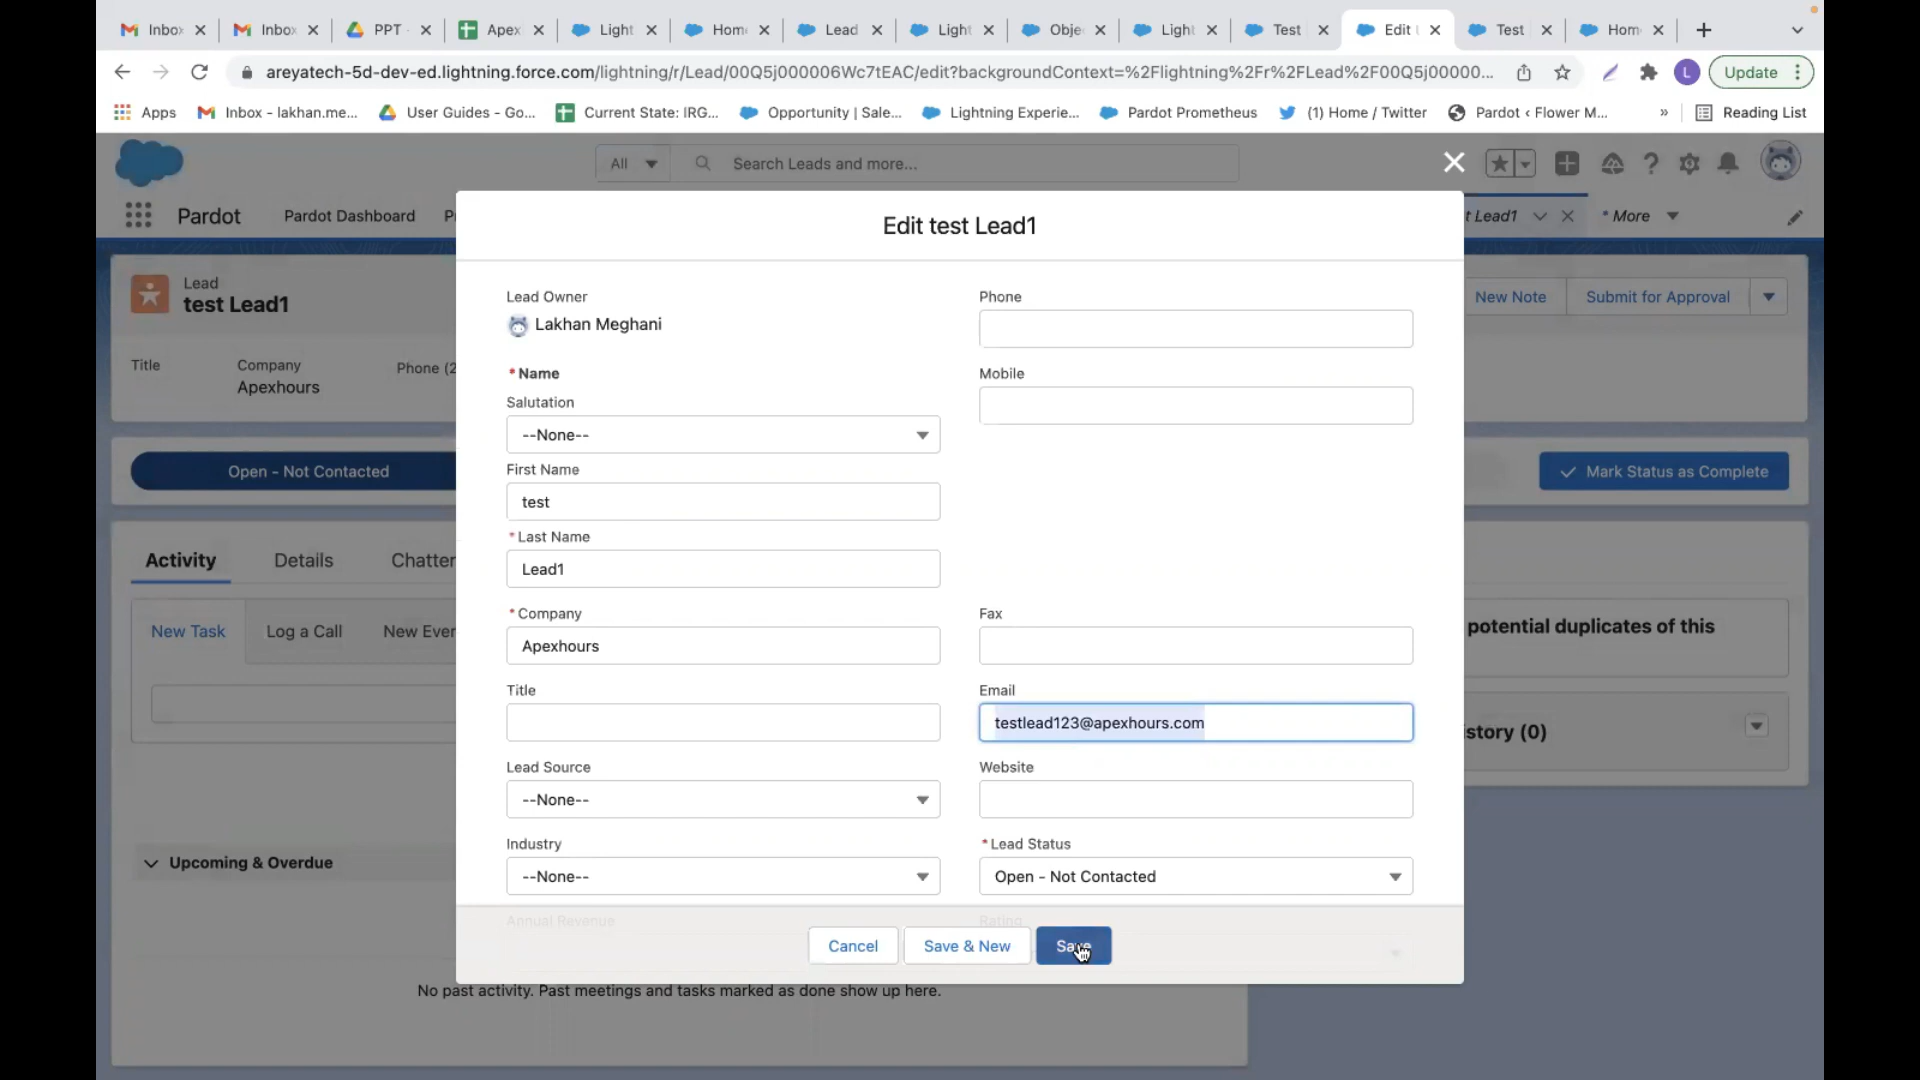 Inbox
Inbox
PPT
Apex
Light
Hom
Lead
Light
Obje
Light
Test
Edit
Test
Hom
areyatech-5d-dev-ed.lightning.force.com/lightning/r/Lead/00Q5j000006Wc7tEAC/edit?backgroundContext=%2Flightning%2Fr%2FLead%2F00Q5j00000...
L
Update
Apps
Inbox - lakhan.me...
User Guides - Go...
Current State: IRG...
Opportunity | Sale...
Lightning Experie...
Pardot Prometheus
(1) Home / Twitter
Pardot ‹ Flower M...
»
Reading List
All
Search Leads and more...
Pardot
Pardot Dashboard
P
t Lead1
* More
Edit test Lead1
Lead
test Lead1
New Note
Submit for Approval
Title
Company
Apexhours
Phone (2
Lead Owner
Lakhan Meghani
Phone
* Name
Mobile
Salutation
--None--
Open - Not Contacted
Mark Status as Complete
First Name
test
* Last Name
Lead1
Activity
Details
Chatter
* Company
Apexhours
Fax
New Task
Log a Call
New Ever
potential duplicates of this
Title
Email
testlead123@apexhours.com
story (0)
Lead Source
--None--
Website
Industry
--None--
* Lead Status
Open - Not Contacted
Upcoming & Overdue
Annual Revenue
Rating
Cancel
Save & New
Save
No past activity. Past meetings and tasks marked as done show up here.